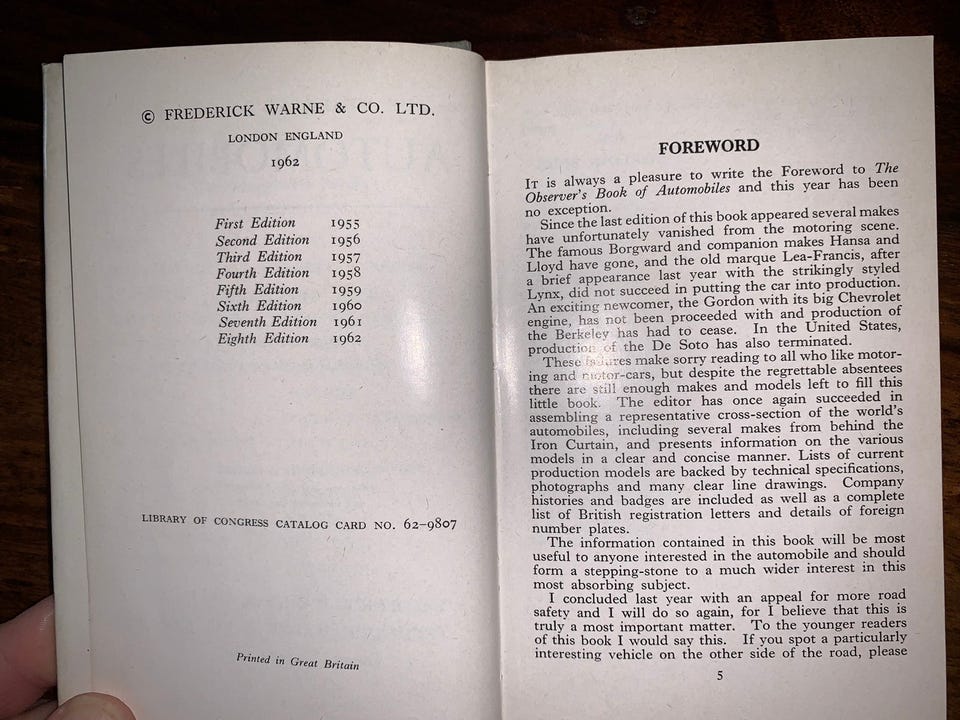 © FREDERICK WARNE & CO. LTD.
LONDON ENGLAND
1962
First Edition 1955
Second Edition 1956
Third Edition 1957
Fourth Edition 1958
Fifth Edition 1959
Sixth Edition 1960
Seventh Edition 1961
Eighth Edition 1962
LIBRARY OF CONGRESS CATALOG CARD NO. 62-9807
Printed in Great Britain
FOREWORD
IT is always a pleasure to write the Foreword to The
Observer's Book of Automobiles and this year has been
no exception.
Since the last edition of this book appeared several makes
have unfortunately vanished from the motoring scene.
The famous Borgward and companion makes Hansa and
Lloyd have gone, and the old marque Lea-Francis, after
a brief appearance last year with the strikingly styled
Lynx, did not succeed in putting the car into production.
An exciting newcomer, the Gordon with its big Chevrolet
engine, has not been proceeded with and production of
the Berkeley has had to cease. In the United States,
production of the De Soto has also terminated.
These failures make sorry reading to all who like motor-
ing and motor-cars, but despite the regrettable absentees
there are still enough makes and models left to fill this
little book. The editor has once again succeeded in
assembling a representative cross-section of the world's
automobiles, including several makes from behind the
Iron Curtain, and presents information on the various
models in a clear and concise manner. Lists of current
production models are backed by technical specifications,
photographs and many clear line drawings. Company
histories and badges are included as well as a complete
list of British registration letters and details of foreign
number plates.
The information contained in this book will be most
useful to anyone interested in the automobile and should
form a stepping-stone to a much wider interest in this
most absorbing subject.
I concluded last year with an appeal for more road
safety and I will do so again, for I believe that this is
truly a most important matter. To the younger readers
of this book I would say this. If you spot a particularly
interesting vehicle on the other side of the road, please
5